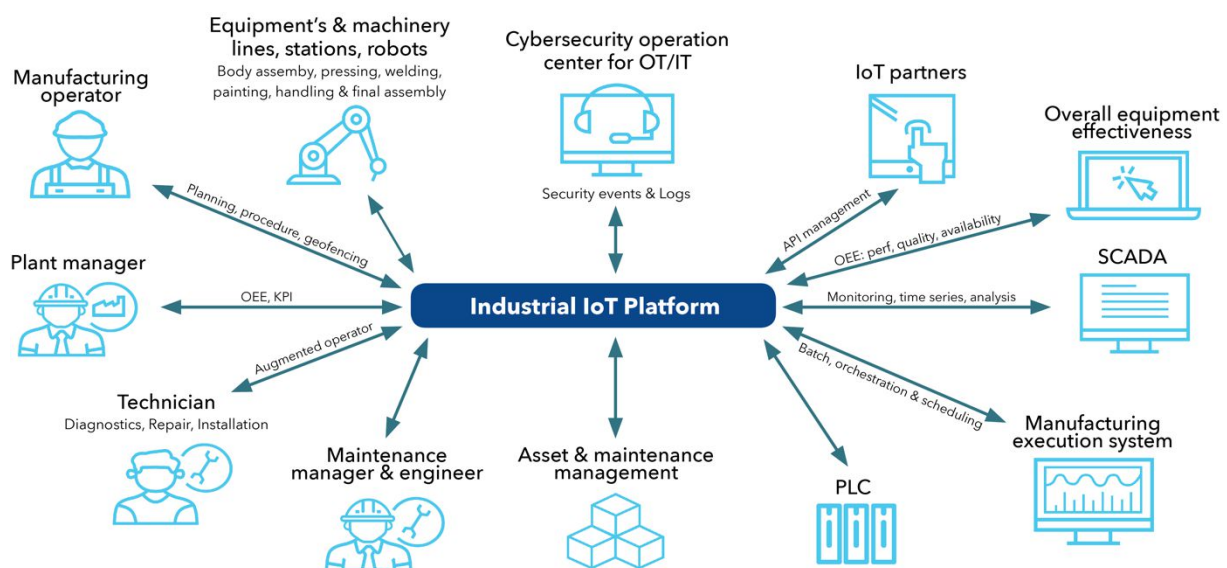 Equipment's & machinery
lines, stations, robots
Body assemby, pressing, welding,
painting, handling & final assembly
Cybersecurity operation
center for OT/IT
Security events & Logs
IoT partners
Manufacturing
operator
Overall equipment
effectiveness
Planning, procedure, geofencing
API management
OEE: perf, quality, availability
Plant manager
OEE, KPI
Industrial IoT Platform
SCADA
Monitoring, time series, analysis
Augmented operator
Batch, orchestration & scheduling
Technician
Diagnostics, Repair, Installation
Maintenance
manager & engineer
Asset & maintenance
management
PLC
Manufacturing
execution system